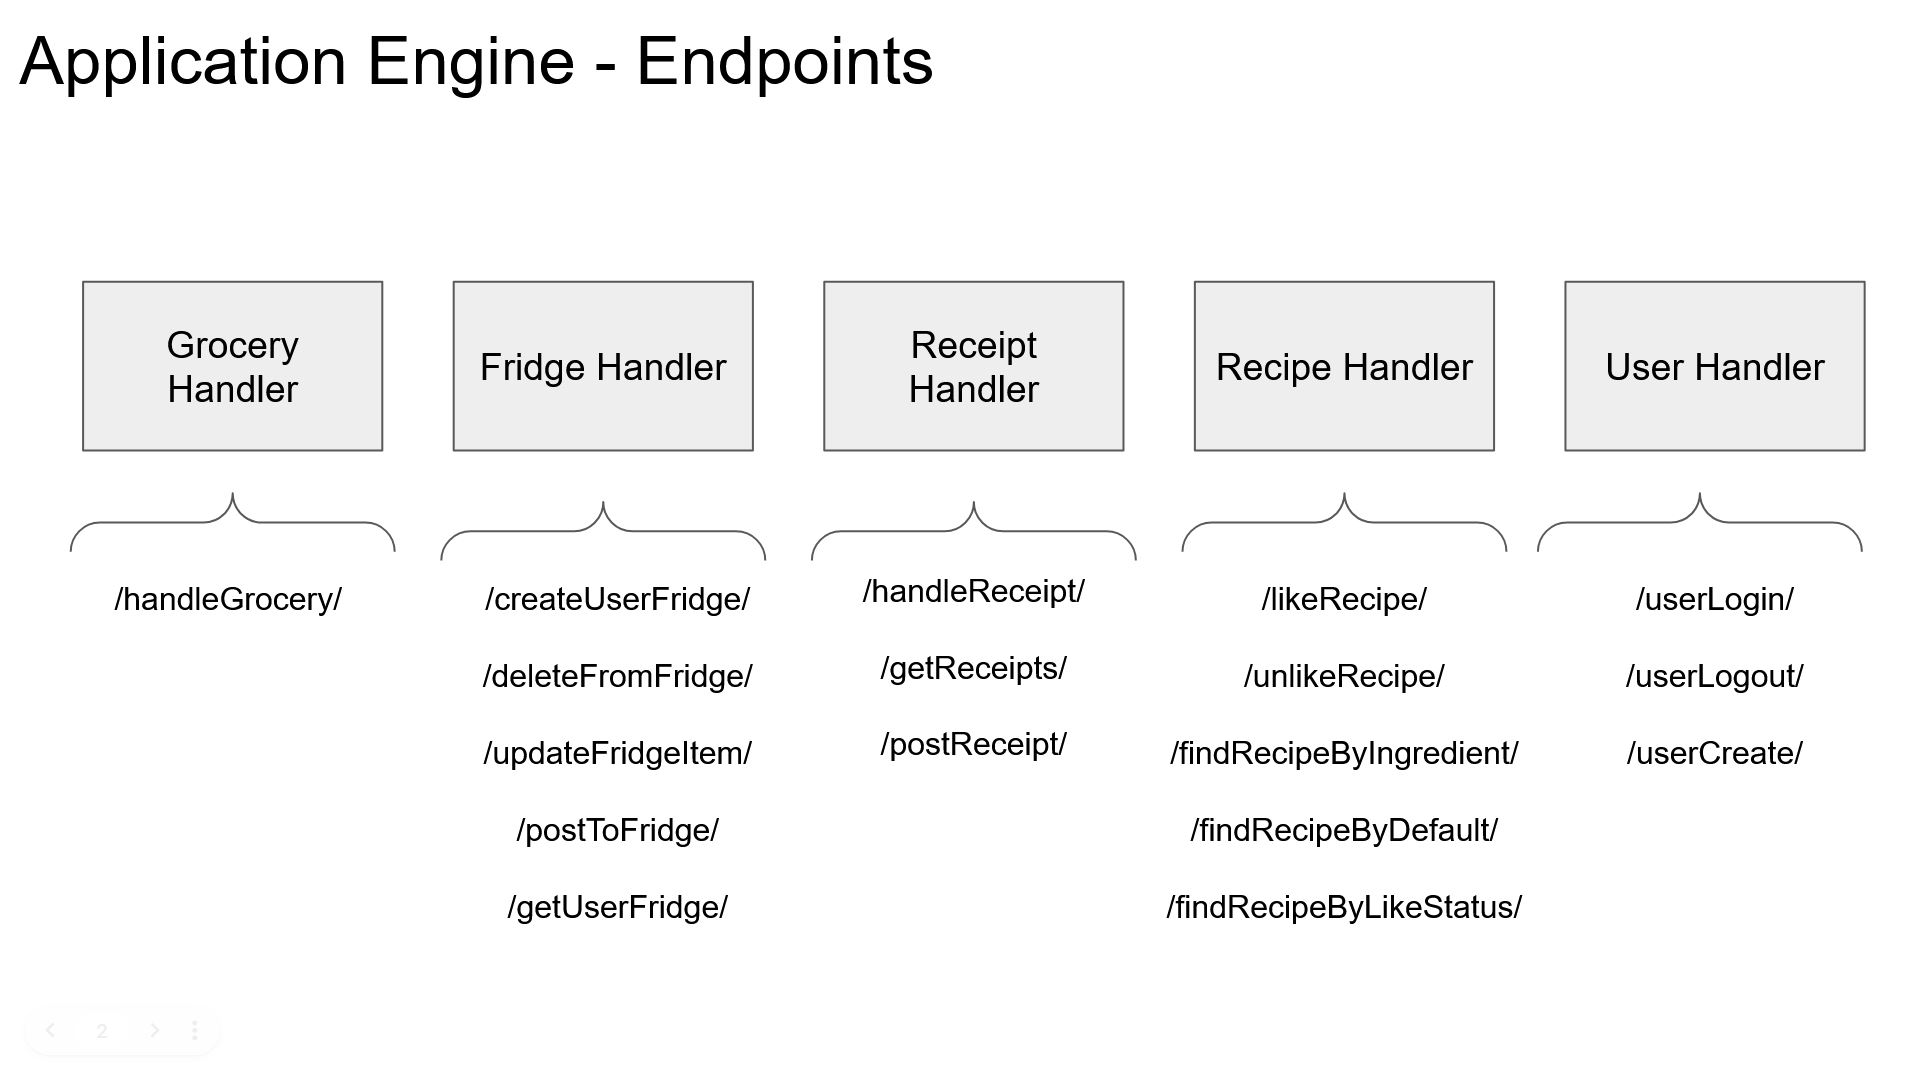 Application Engine - Endpoints
Grocery
Handler
/handleGrocery/
Fridge Handler
/createUserFridge/
/deleteFromFridge/
/updateFridgeItem/
/postToFridge/
/getUserFridge/
Receipt
Handler
/handleReceipt/
/getReceipts/
/postReceipt/
Recipe Handler
/likeRecipe/
/unlikeRecipe/
/findRecipeByIngredient/
/findRecipeByDefault/
/findRecipeByLikeStatus/
User Handler
/userLogin/
/userLogout/
/userCreate/
2